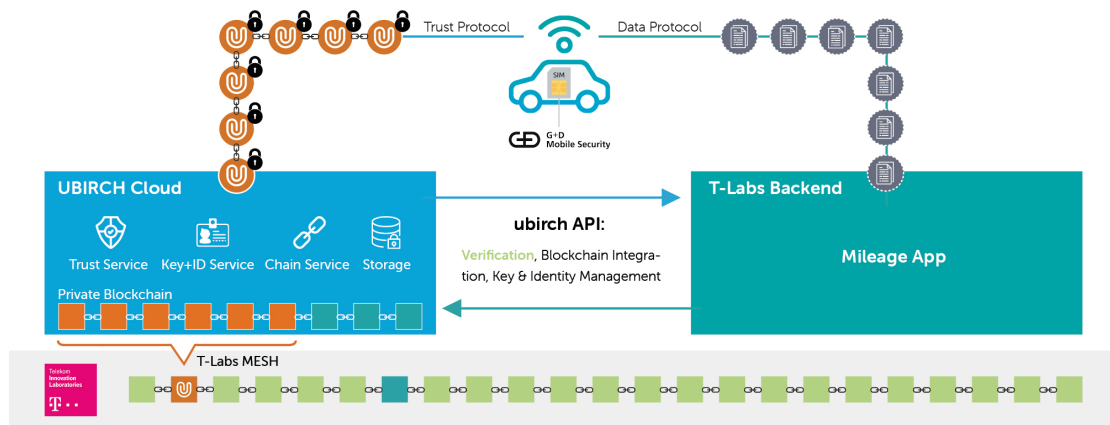 Trust Protocol
Data Protocol
SIM
G+D
Mobile Security
UBIRCH Cloud
T-Labs Backend
ubirch API:
Verification, Blockchain Integra-
tion, Key & Identity Management
Trust Service
Key+ID Service
Chain Service
Storage
Mileage App
Private Blockchain
T-Labs MESH
Telekom
Innovation
Laboratories
T